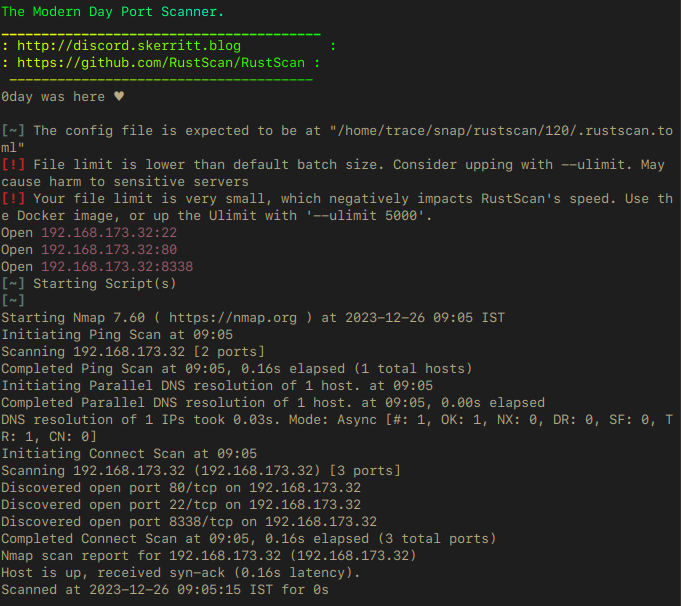 The Modern Day Port Scanner.
________________________________________
: http://discord.skerritt.blog           :
: https://github.com/RustScan/RustScan :
 --------------------------------------
0day was here ♥
[~] The config file is expected to be at "/home/trace/snap/rustscan/120/.rustscan.to
ml"
[!] File limit is lower than default batch size. Consider upping with --ulimit. May
cause harm to sensitive servers
[!] Your file limit is very small, which negatively impacts RustScan's speed. Use th
e Docker image, or up the Ulimit with '--ulimit 5000'.
Open 192.168.173.32:22
Open 192.168.173.32:80
Open 192.168.173.32:8338
[~] Starting Script(s)
[~]
Starting Nmap 7.60 ( https://nmap.org ) at 2023-12-26 09:05 IST
Initiating Ping Scan at 09:05
Scanning 192.168.173.32 [2 ports]
Completed Ping Scan at 09:05, 0.16s elapsed (1 total hosts)
Initiating Parallel DNS resolution of 1 host. at 09:05
Completed Parallel DNS resolution of 1 host. at 09:05, 0.00s elapsed
DNS resolution of 1 IPs took 0.03s. Mode: Async [#: 1, OK: 1, NX: 0, DR: 0, SF: 0, T
R: 1, CN: 0]
Initiating Connect Scan at 09:05
Scanning 192.168.173.32 (192.168.173.32) [3 ports]
Discovered open port 80/tcp on 192.168.173.32
Discovered open port 22/tcp on 192.168.173.32
Discovered open port 8338/tcp on 192.168.173.32
Completed Connect Scan at 09:05, 0.16s elapsed (3 total ports)
Nmap scan report for 192.168.173.32 (192.168.173.32)
Host is up, received syn-ack (0.16s latency).
Scanned at 2023-12-26 09:05:15 IST for 0s